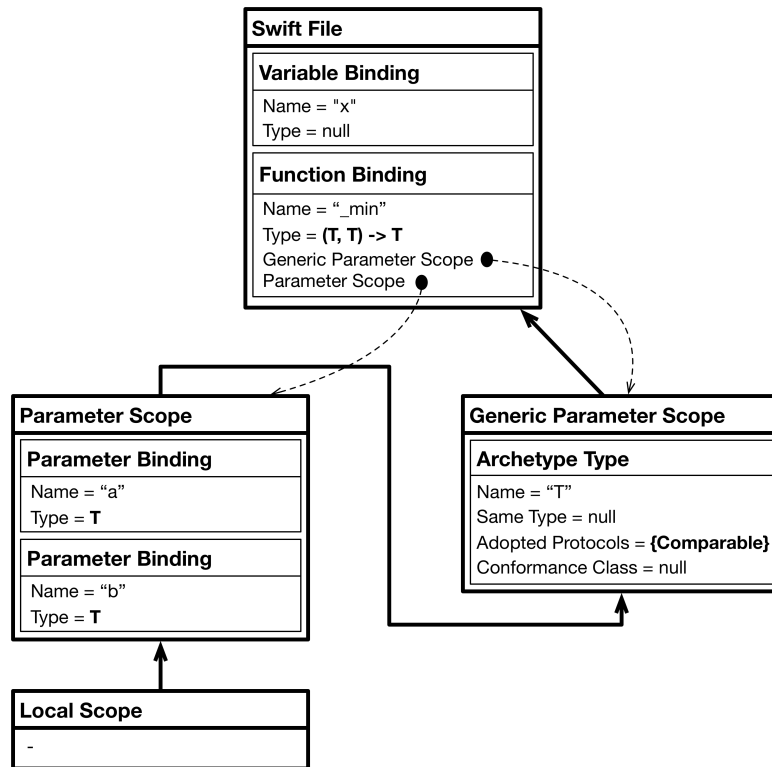 Swift File
Variable Binding
Name = "x"
Type = null
Function Binding
Name = “_min”
Type = (T, T) -> T
Generic Parameter Scope
Parameter Scope
Parameter Scope
Parameter Binding
Name = “a”
Type = T
Parameter Binding
Name = “b”
Type = T
Generic Parameter Scope
Archetype Type
Name = “T”
Same Type = null
Adopted Protocols = {Comparable}
Conformance Class = null
Local Scope
-